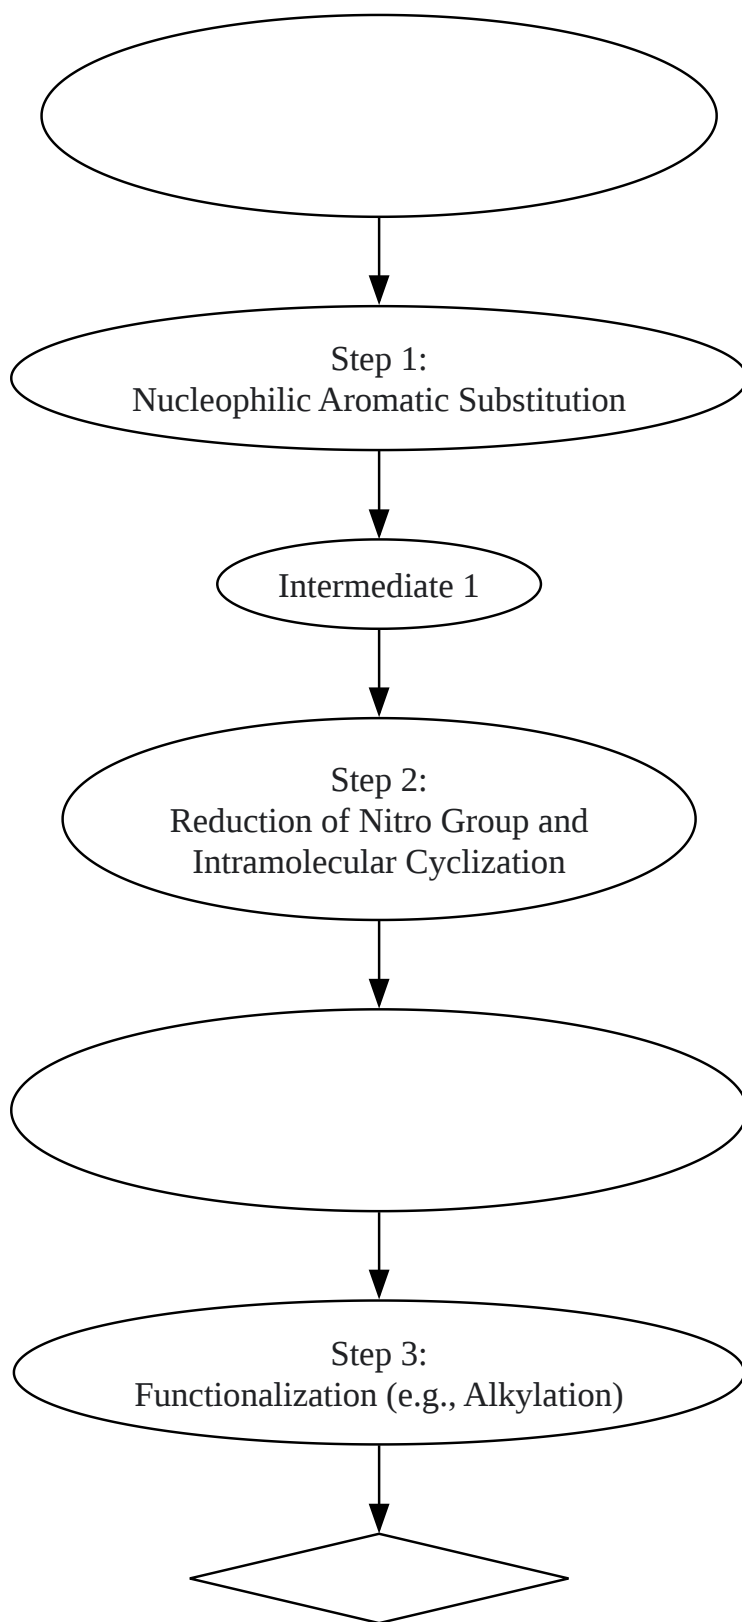 Step 1:
Nucleophilic Aromatic Substitution
Intermediate 1
Step 2:
Reduction of Nitro Group and
Intramolecular Cyclization
Step 3:
Functionalization (e.g., Alkylation)